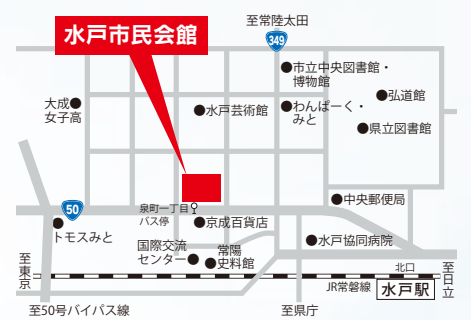 至常陸太田
水戸市民会館
349
市立中央図書館・
博物館
大成
女子高
水戸芸術館
わんぱーく・
みと
弘道館
県立図書館
泉町一丁目
バス停
50
トモスみと
京成百貨店
中央郵便局
国際交流
センター
常陽
史料館
水戸協同病院
至東京
北口
至日立
JR常磐線
水戸駅
至50号バイパス線
至県庁